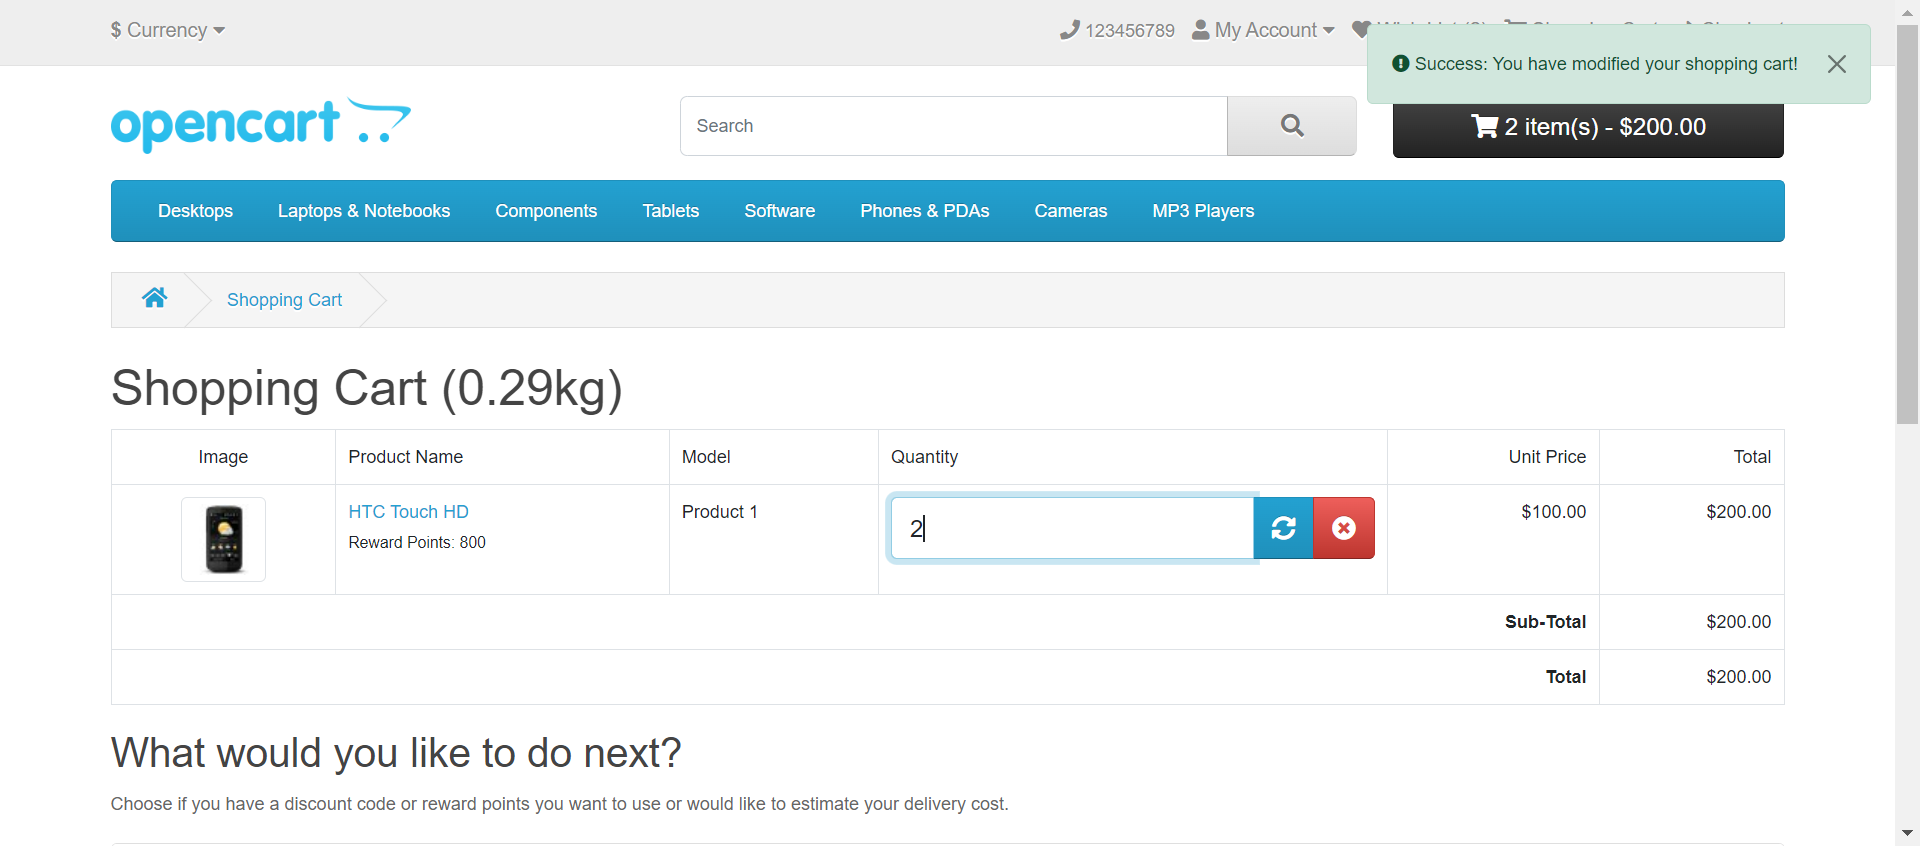 $ Currency
123456789
My Account
Success: You have modified your shopping cart!
opencart
Search
2 item(s) - $200.00
Desktops
Laptops & Notebooks
Components
Tablets
Software
Phones & PDAs
Cameras
MP3 Players
Shopping Cart
Shopping Cart (0.29kg)
Image
Product Name
Model
Quantity
Unit Price
Total
HTC Touch HD
Reward Points: 800
Product 1
2
$100.00
$200.00
Sub-Total
$200.00
Total
$200.00
What would you like to do next?
Choose if you have a discount code or reward points you want to use or would like to estimate your delivery cost.